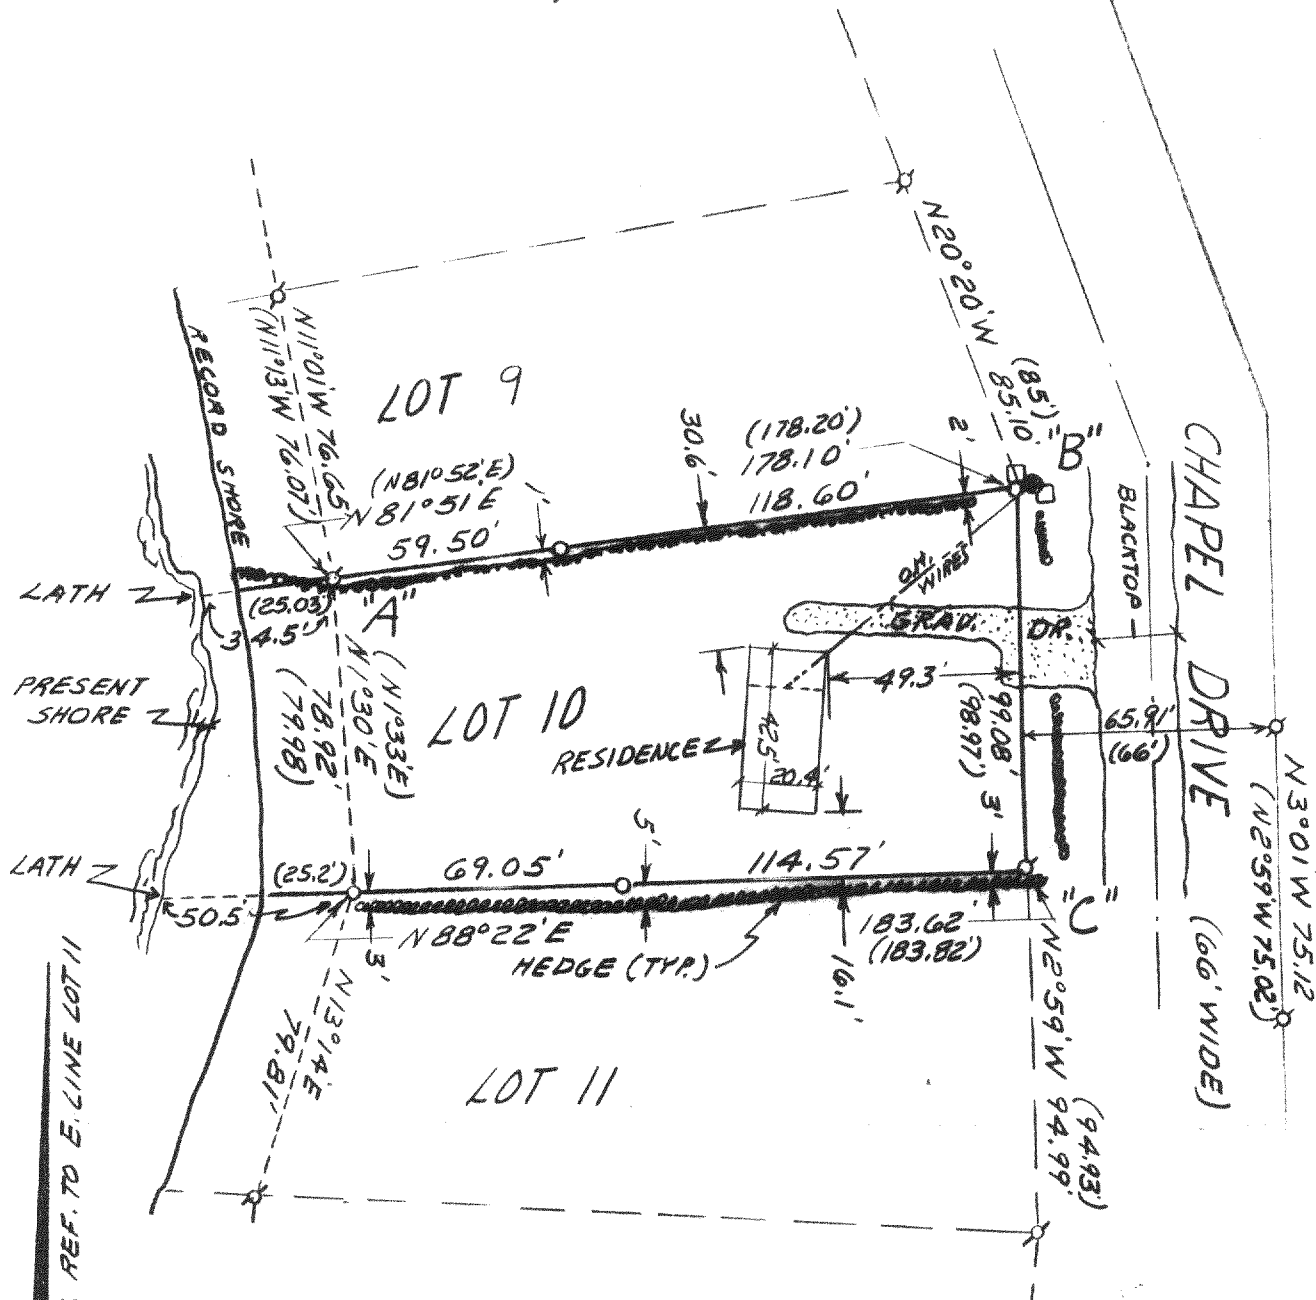 N20°20'W
(85')
85.10'
"B"
CHAPEL DRIVE (66' WIDE)
BLACKTOP
RECORD SHORE
N11°01'W 76.65'
(N11°13'W 76.07')
LOT 9
30.6'
(178.20')
178.10'
118.60'
2'
(N81°52'E)
N81°51'E
59.50'
1'
LATH
(25.03')
34.5'
"A"
O.H.
WIRES
GRAD. DR.
PRESENT
SHORE
78.92'
(79.98')
(N1°33'E)
N1°30'E
LOT 10
RESIDENCE
42.5'
20.4'
49.3'
99.08'
(98.97')
3'
65.91'
(66')
N3°01'W 75.12
(N2°59'W 75.02')
LATH
(25.2')
50.5'
69.05'
5'
114.57'
"C"
N88°22'E
3'
HEDGE (TYP.)
16.1'
183.62'
(183.82')
N13°14'E
79.81'
LOT 11
N2°59'W 94.99'
(94.93')
REF. TO E. LINE LOT 11